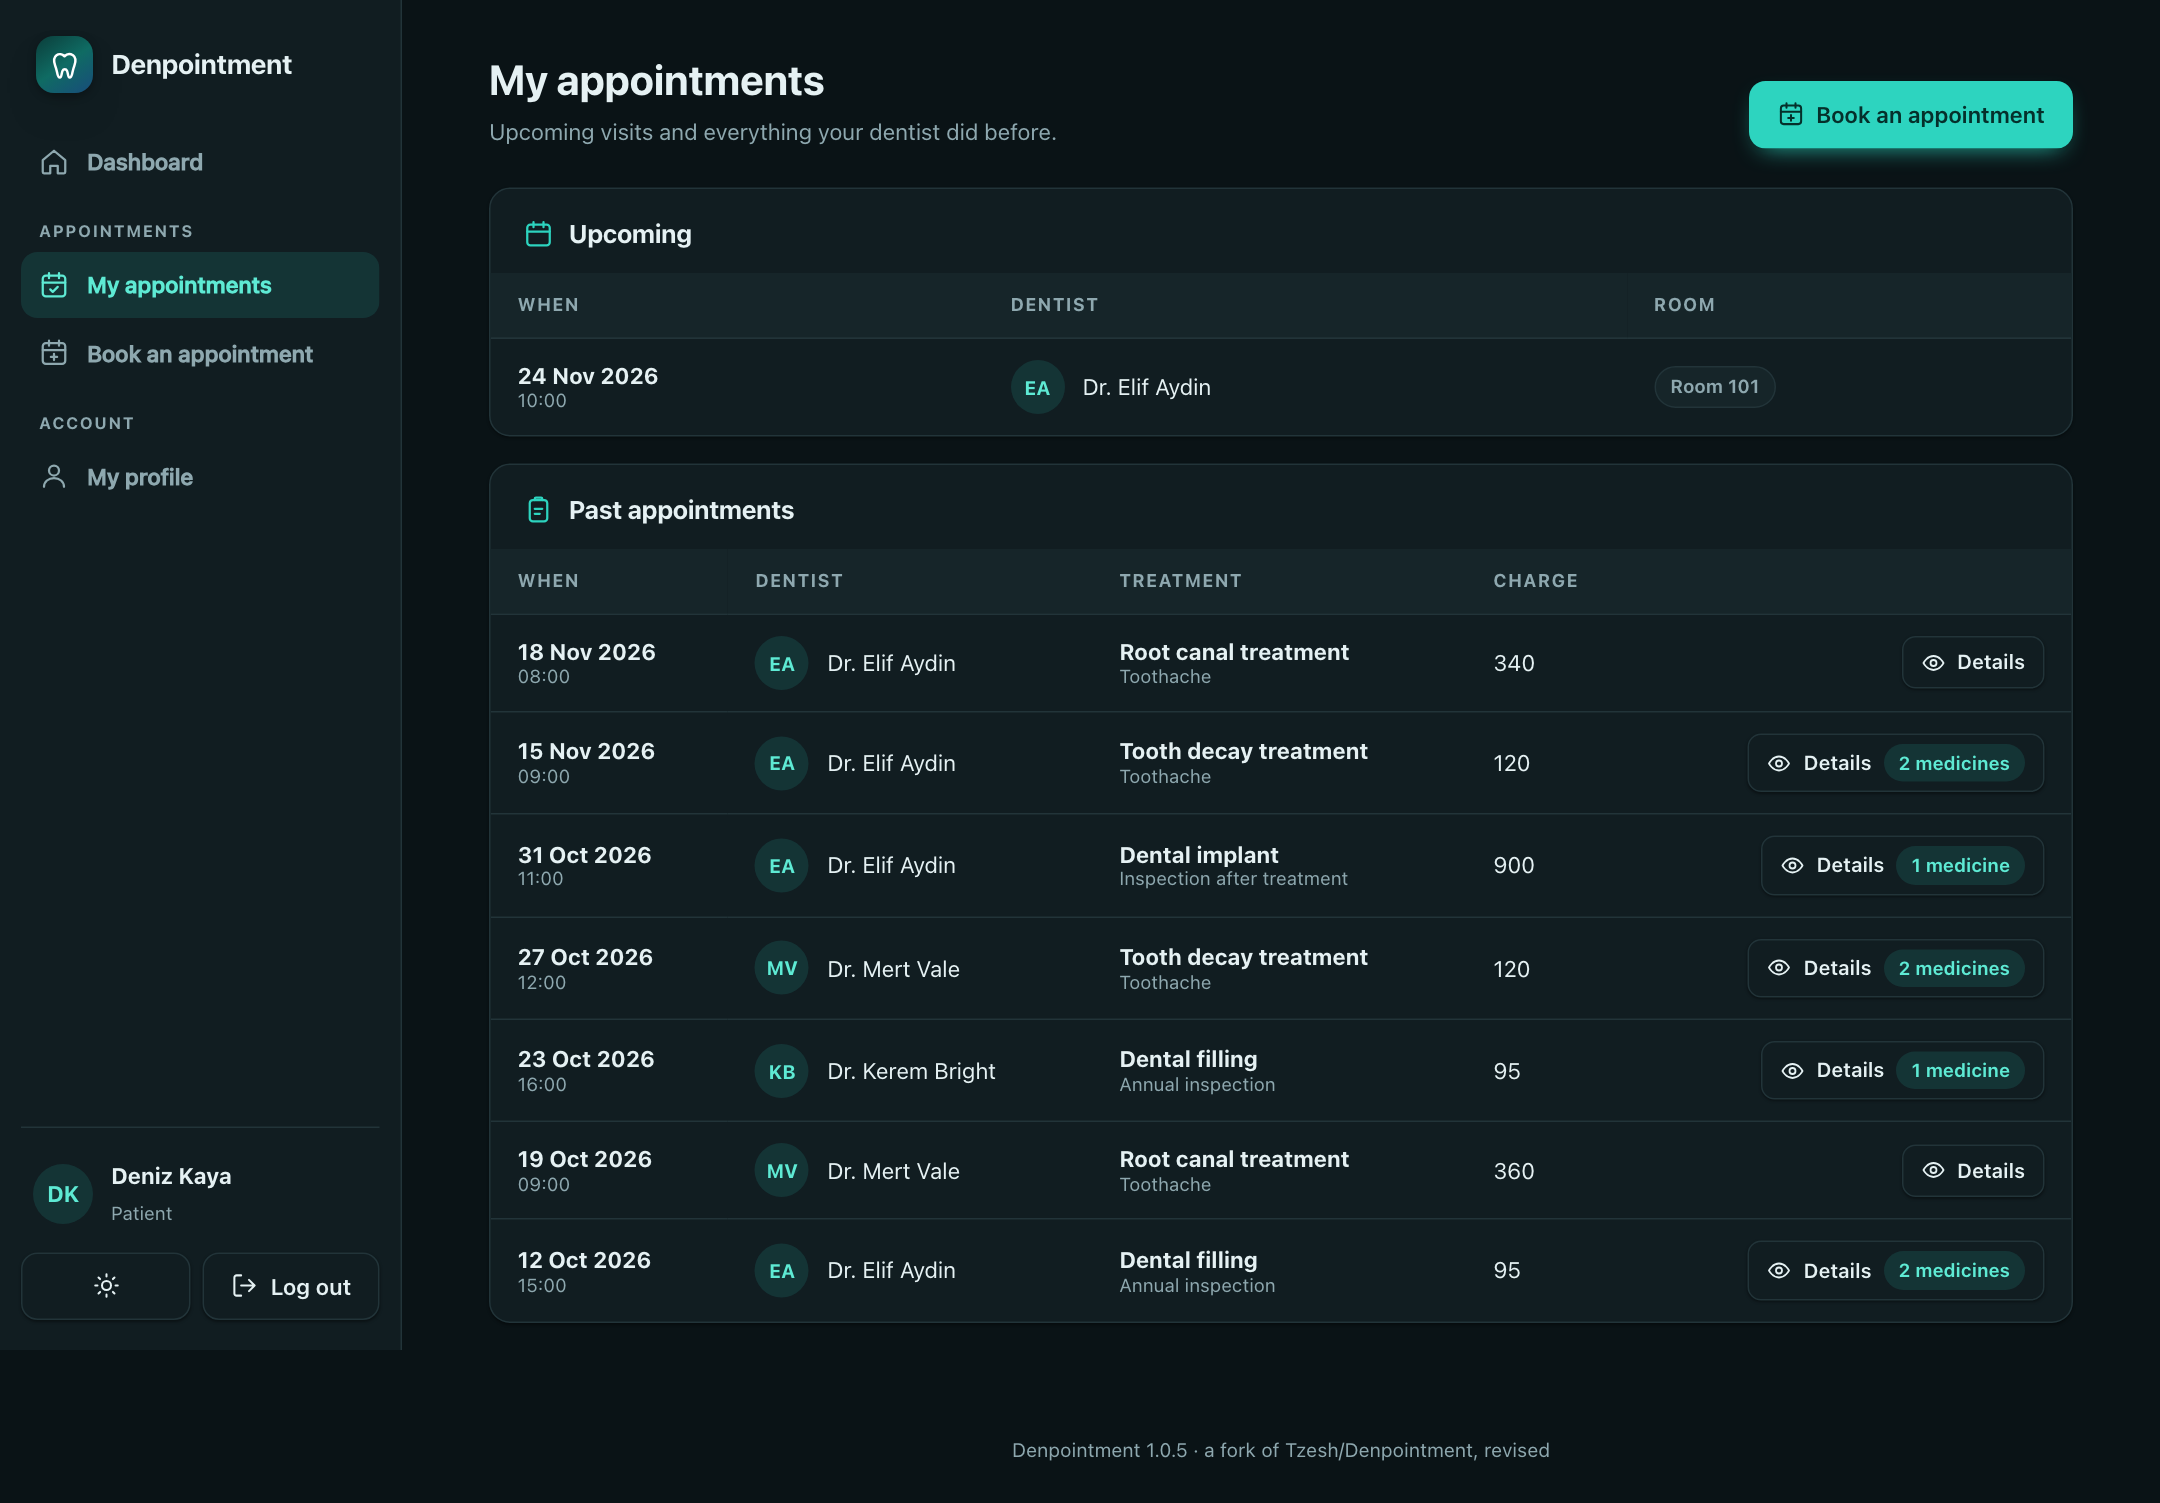 Denpointment
Dashboard
APPOINTMENTS
My appointments
Book an appointment
ACCOUNT
My profile
DK
Deniz Kaya
Patient
Log out
My appointments
Upcoming visits and everything your dentist did before.
Book an appointment
Upcoming
WHEN DENTIST ROOM
24 Nov 2026
10:00
EA Dr. Elif Aydin Room 101
Past appointments
WHEN DENTIST TREATMENT CHARGE
18 Nov 2026
08:00
EA Dr. Elif Aydin
Root canal treatment
Toothache
340
Details
15 Nov 2026
09:00
EA Dr. Elif Aydin
Tooth decay treatment
Toothache
120
Details 2 medicines
31 Oct 2026
11:00
EA Dr. Elif Aydin
Dental implant
Inspection after treatment
900
Details 1 medicine
27 Oct 2026
12:00
MV Dr. Mert Vale
Tooth decay treatment
Toothache
120
Details 2 medicines
23 Oct 2026
16:00
KB Dr. Kerem Bright
Dental filling
Annual inspection
95
Details 1 medicine
19 Oct 2026
09:00
MV Dr. Mert Vale
Root canal treatment
Toothache
360
Details
12 Oct 2026
15:00
EA Dr. Elif Aydin
Dental filling
Annual inspection
95
Details 2 medicines
Denpointment 1.0.5 · a fork of Tzesh/Denpointment, revised